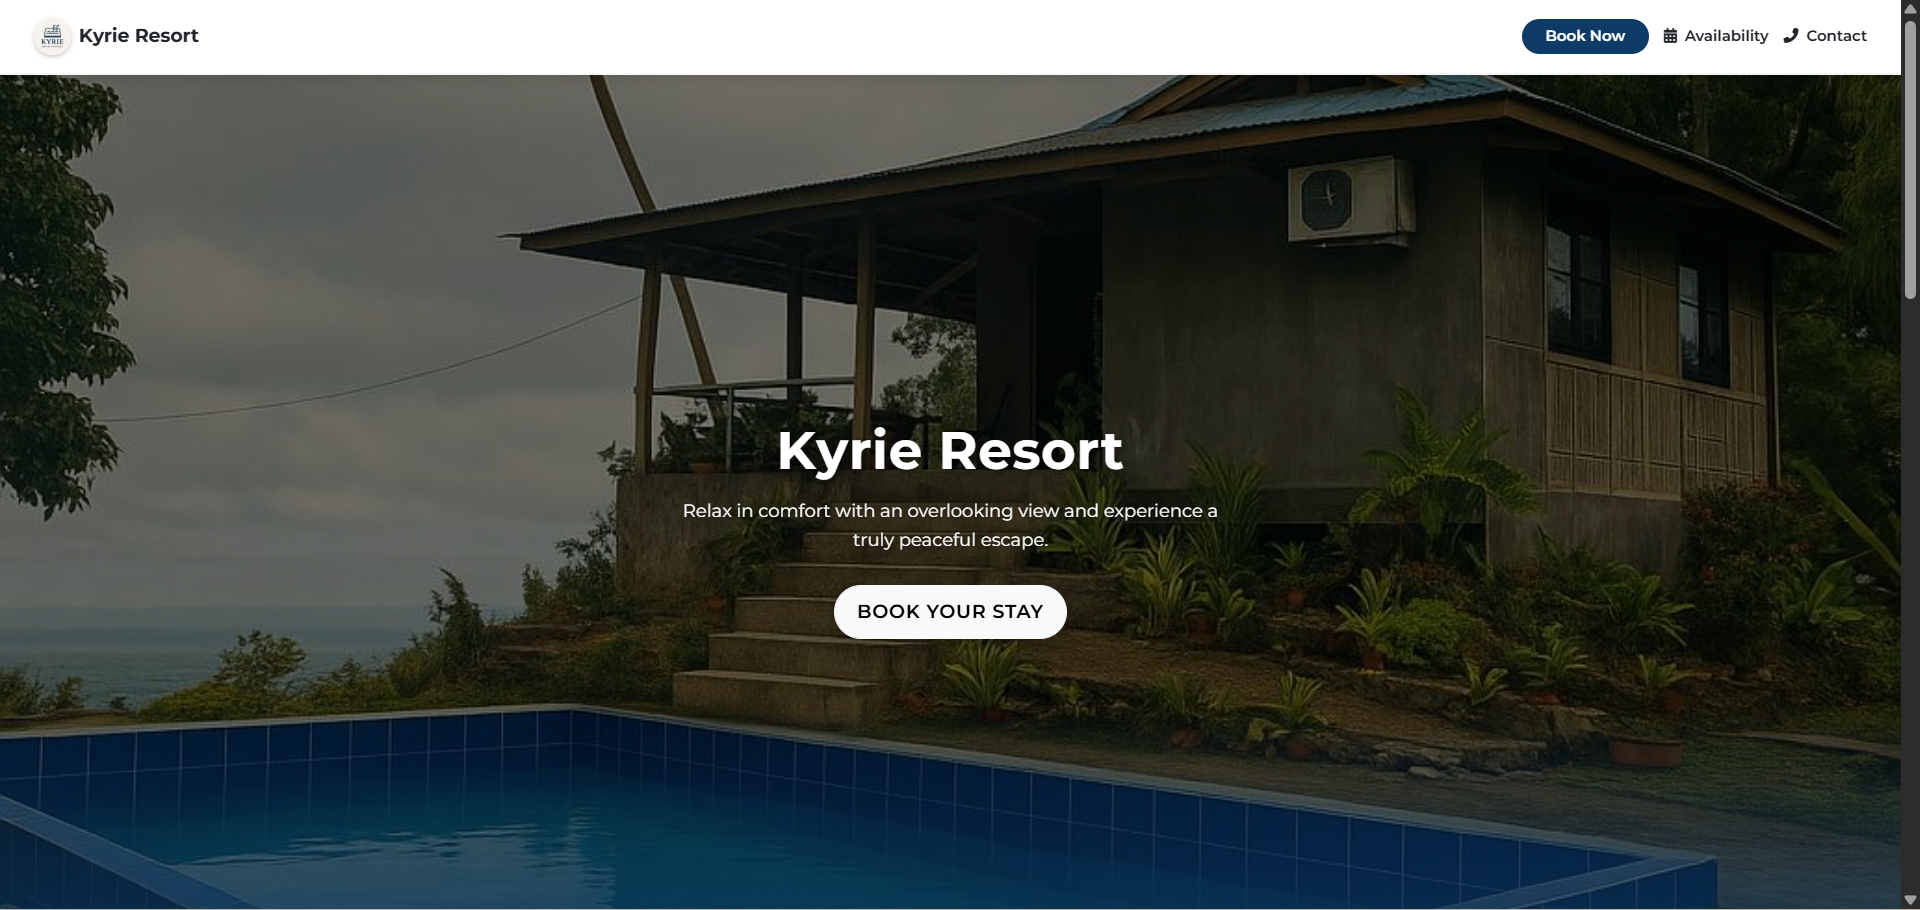 KYRIE
Kyrie Resort
Book Now
Availability
Contact
Kyrie Resort
Relax in comfort with an overlooking view and experience a
truly peaceful escape.
BOOK YOUR STAY